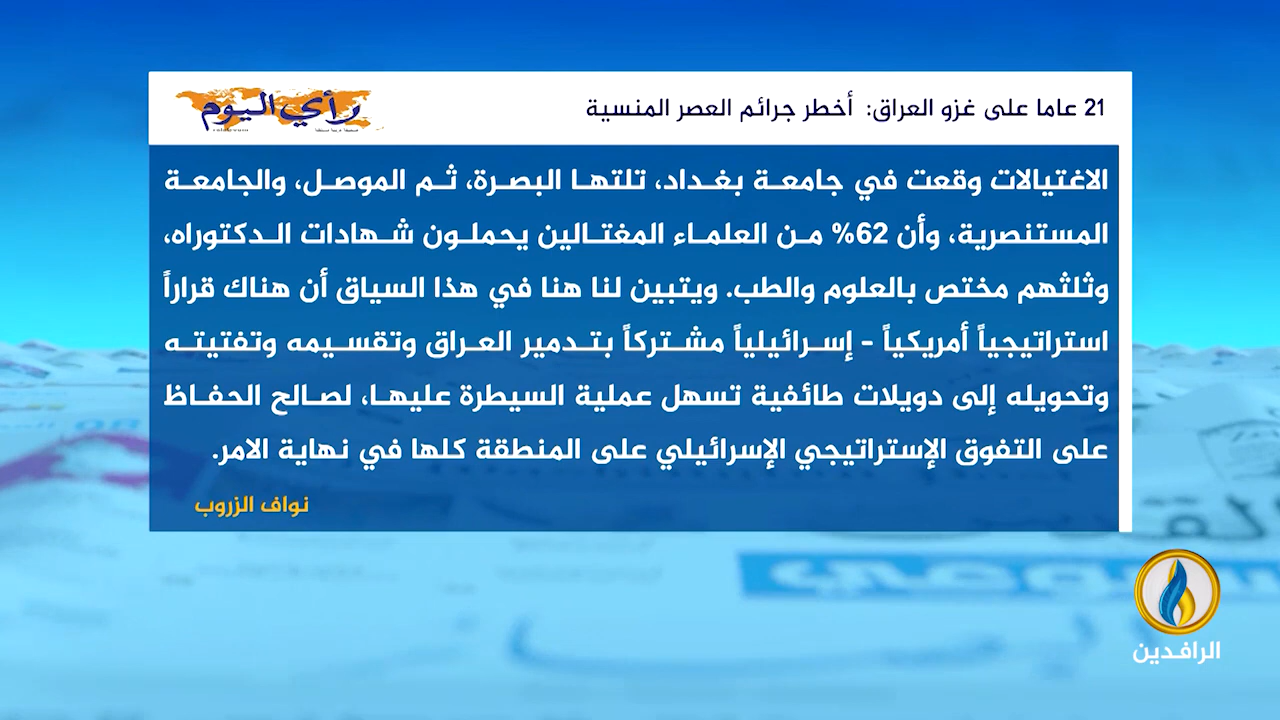 21 عاما على غزو العراق: أخطر جرائم العصر المنسية
رأي اليوم
الاغتيالات وقعت في جامعة بغداد، تلتها البصرة، ثم الموصل، والجامعة
المستنصرية، وأن 62% من العلماء المغتالين يحملون شهادات الدكتوراه،
وثلثهم مختص بالعلوم والطب. ويتبين لنا هنا في هذا السياق أن هناك قراراً
استراتيجياً أمريكياً - إسرائيلياً مشتركاً بتدمير العراق وتقسيمه وتفتيته
وتحويله إلى دويلات طائفية تسهل عملية السيطرة عليها، لصالح الحفاظ
على التفوق الإستراتيجي الإسرائيلي على المنطقة كلها في نهاية الامر.
نواف الزروب
الرافدين